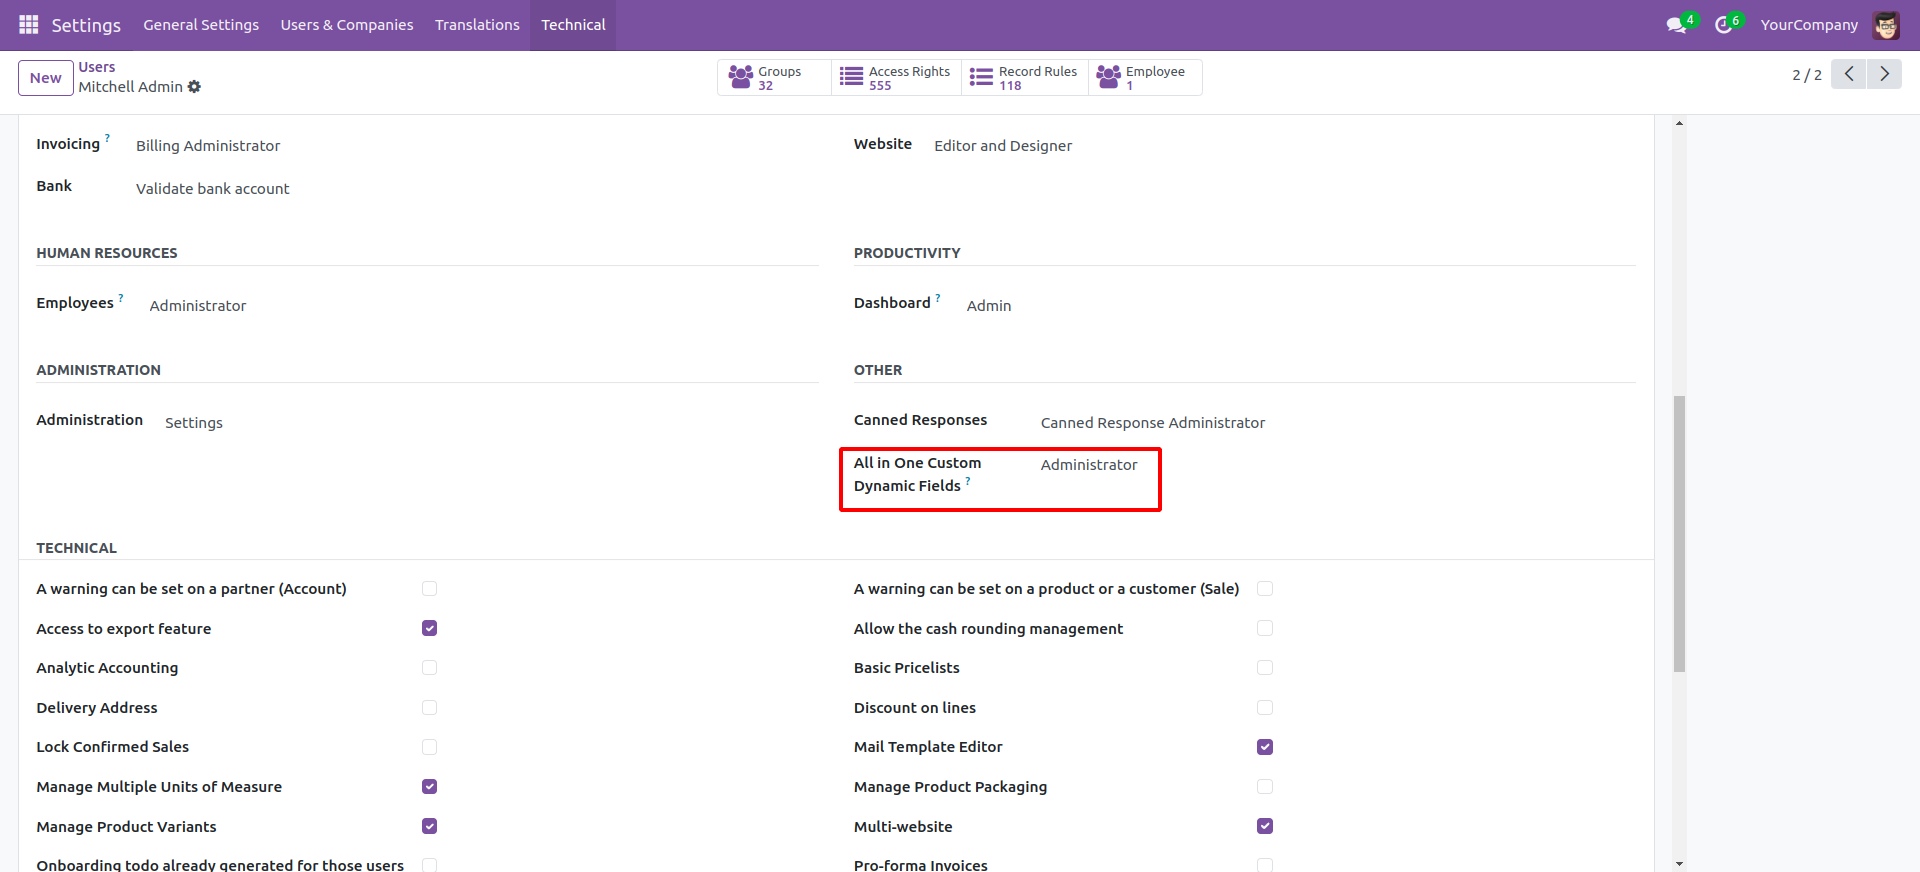 Settings General Settings Users & Companies Translations Technical 4 6 YourCompany
New Users Groups Access Rights Record Rules Employee 2 / 2
Mitchell Admin 32 555 118 1
Invoicing ? Billing Administrator Website Editor and Designer
Bank Validate bank account
HUMAN RESOURCES PRODUCTIVITY
Employees ? Administrator Dashboard ? Admin
ADMINISTRATION OTHER
Administration Settings Canned Responses Canned Response Administrator
All in One Custom Administrator
Dynamic Fields ?
TECHNICAL
A warning can be set on a partner (Account) A warning can be set on a product or a customer (Sale)
Access to export feature Allow the cash rounding management
Analytic Accounting Basic Pricelists
Delivery Address Discount on lines
Lock Confirmed Sales Mail Template Editor
Manage Multiple Units of Measure Manage Product Packaging
Manage Product Variants Multi-website
Onboarding todo already generated for those users Pro-forma Invoices